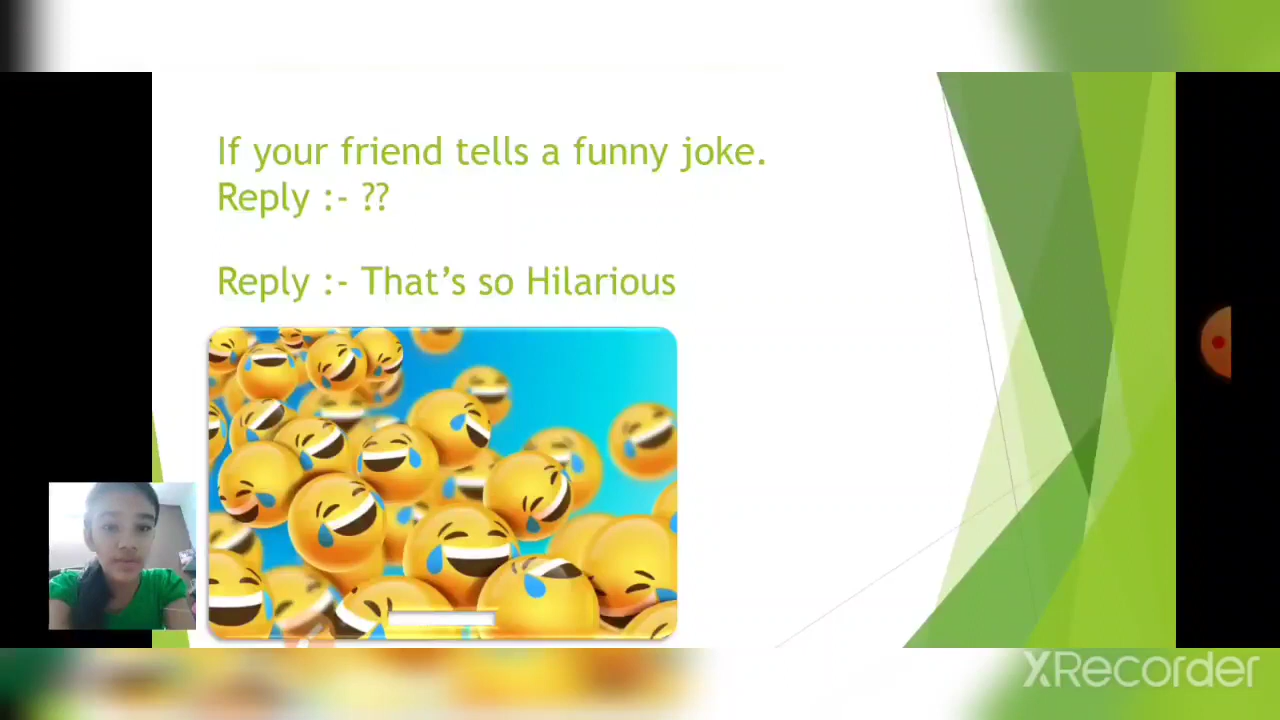 If your friend tells a funny joke.
Reply :- ??
Reply :- That’s so Hilarious
XRecorder